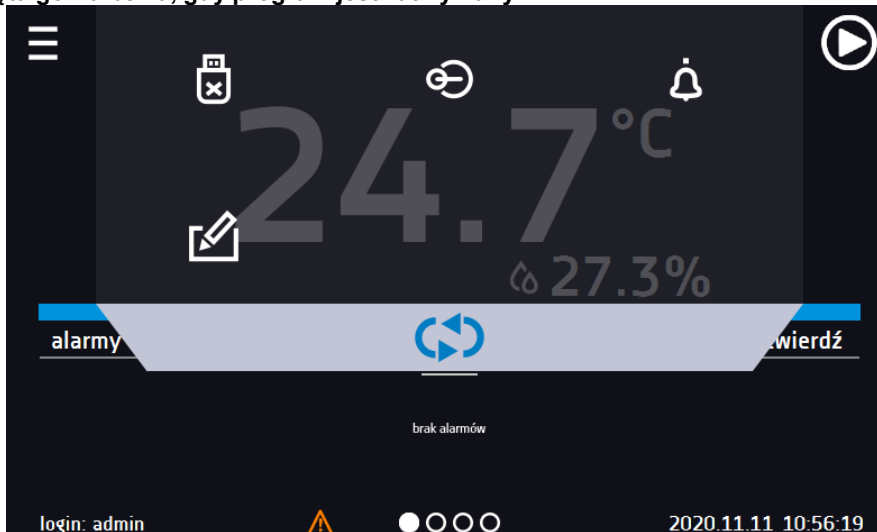 24.7 °C
27.3%
alarmy
wierdź
brak alarmów
login: admin
2020.11.11 10:56:19